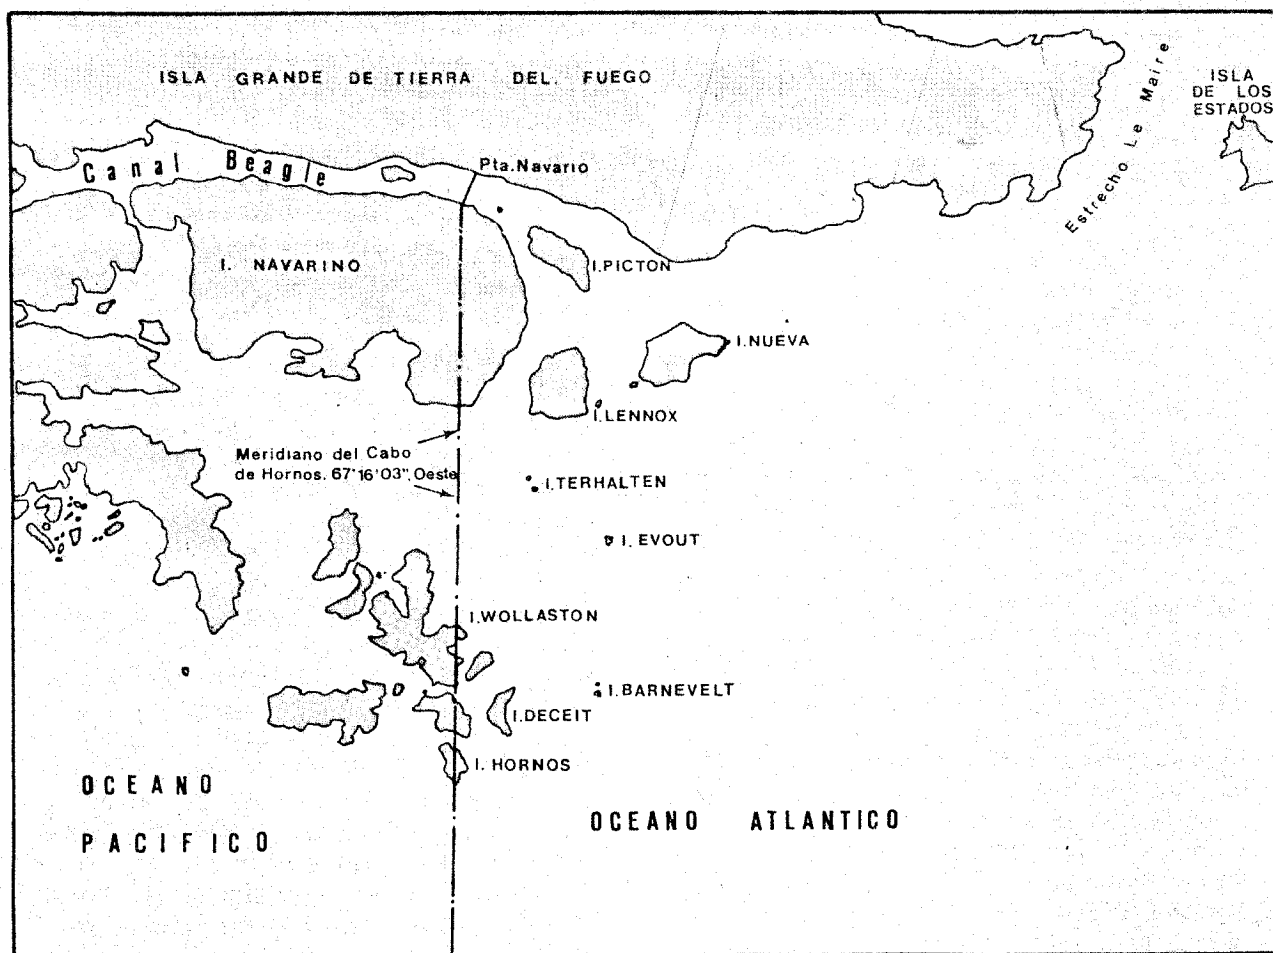 ISLA GRANDE DE TIERRA DEL FUEGO
ISLA
DE LOS
ESTADOS
Estrecho Le Maire
Canal Beagle
Pta.Navario
I. NAVARINO
I.PICTON
I.NUEVA
I.LENNOX
Meridiano del Cabo
de Hornos. 67°16'03". Oeste
I.TERHALTEN
I. EVOUT
I.WOLLASTON
I.BARNEVELT
I.DECEIT
I. HORNOS
OCEANO
PACIFICO
OCEANO ATLANTICO